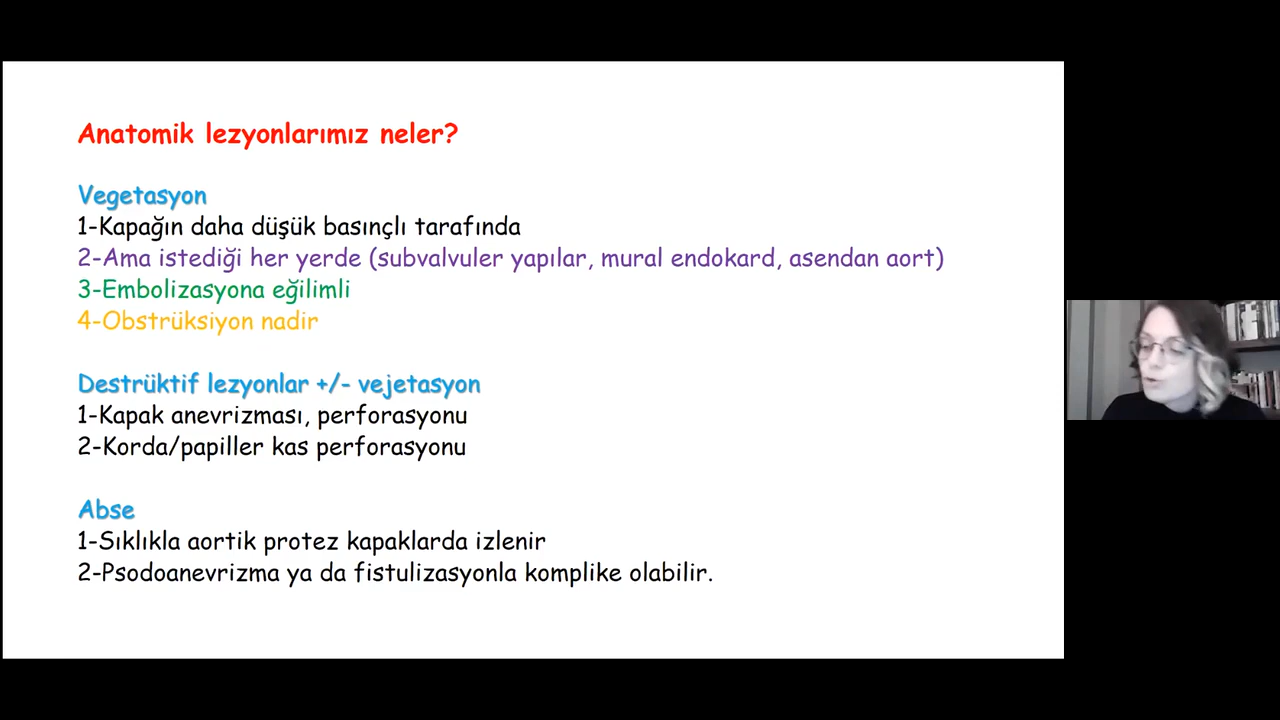 Anatomik lezyonlarımız neler?
Vegetasyon
1-Kapağın daha düşük basınçlı tarafında
2-Ama istediği her yerde (subvalvuler yapılar, mural endokard, asendan aort)
3-Embolizasyona eğilimli
4-Obstrüksiyon nadir
Destrüktif lezyonlar +/- vejetasyon
1-Kapak anevrizması, perforasyonu
2-Korda/papiller kas perforasyonu
Abse
1-Sıklıkla aortik protez kapaklarda izlenir
2-Psodoanevrizma ya da fistulizasyonla komplike olabilir.